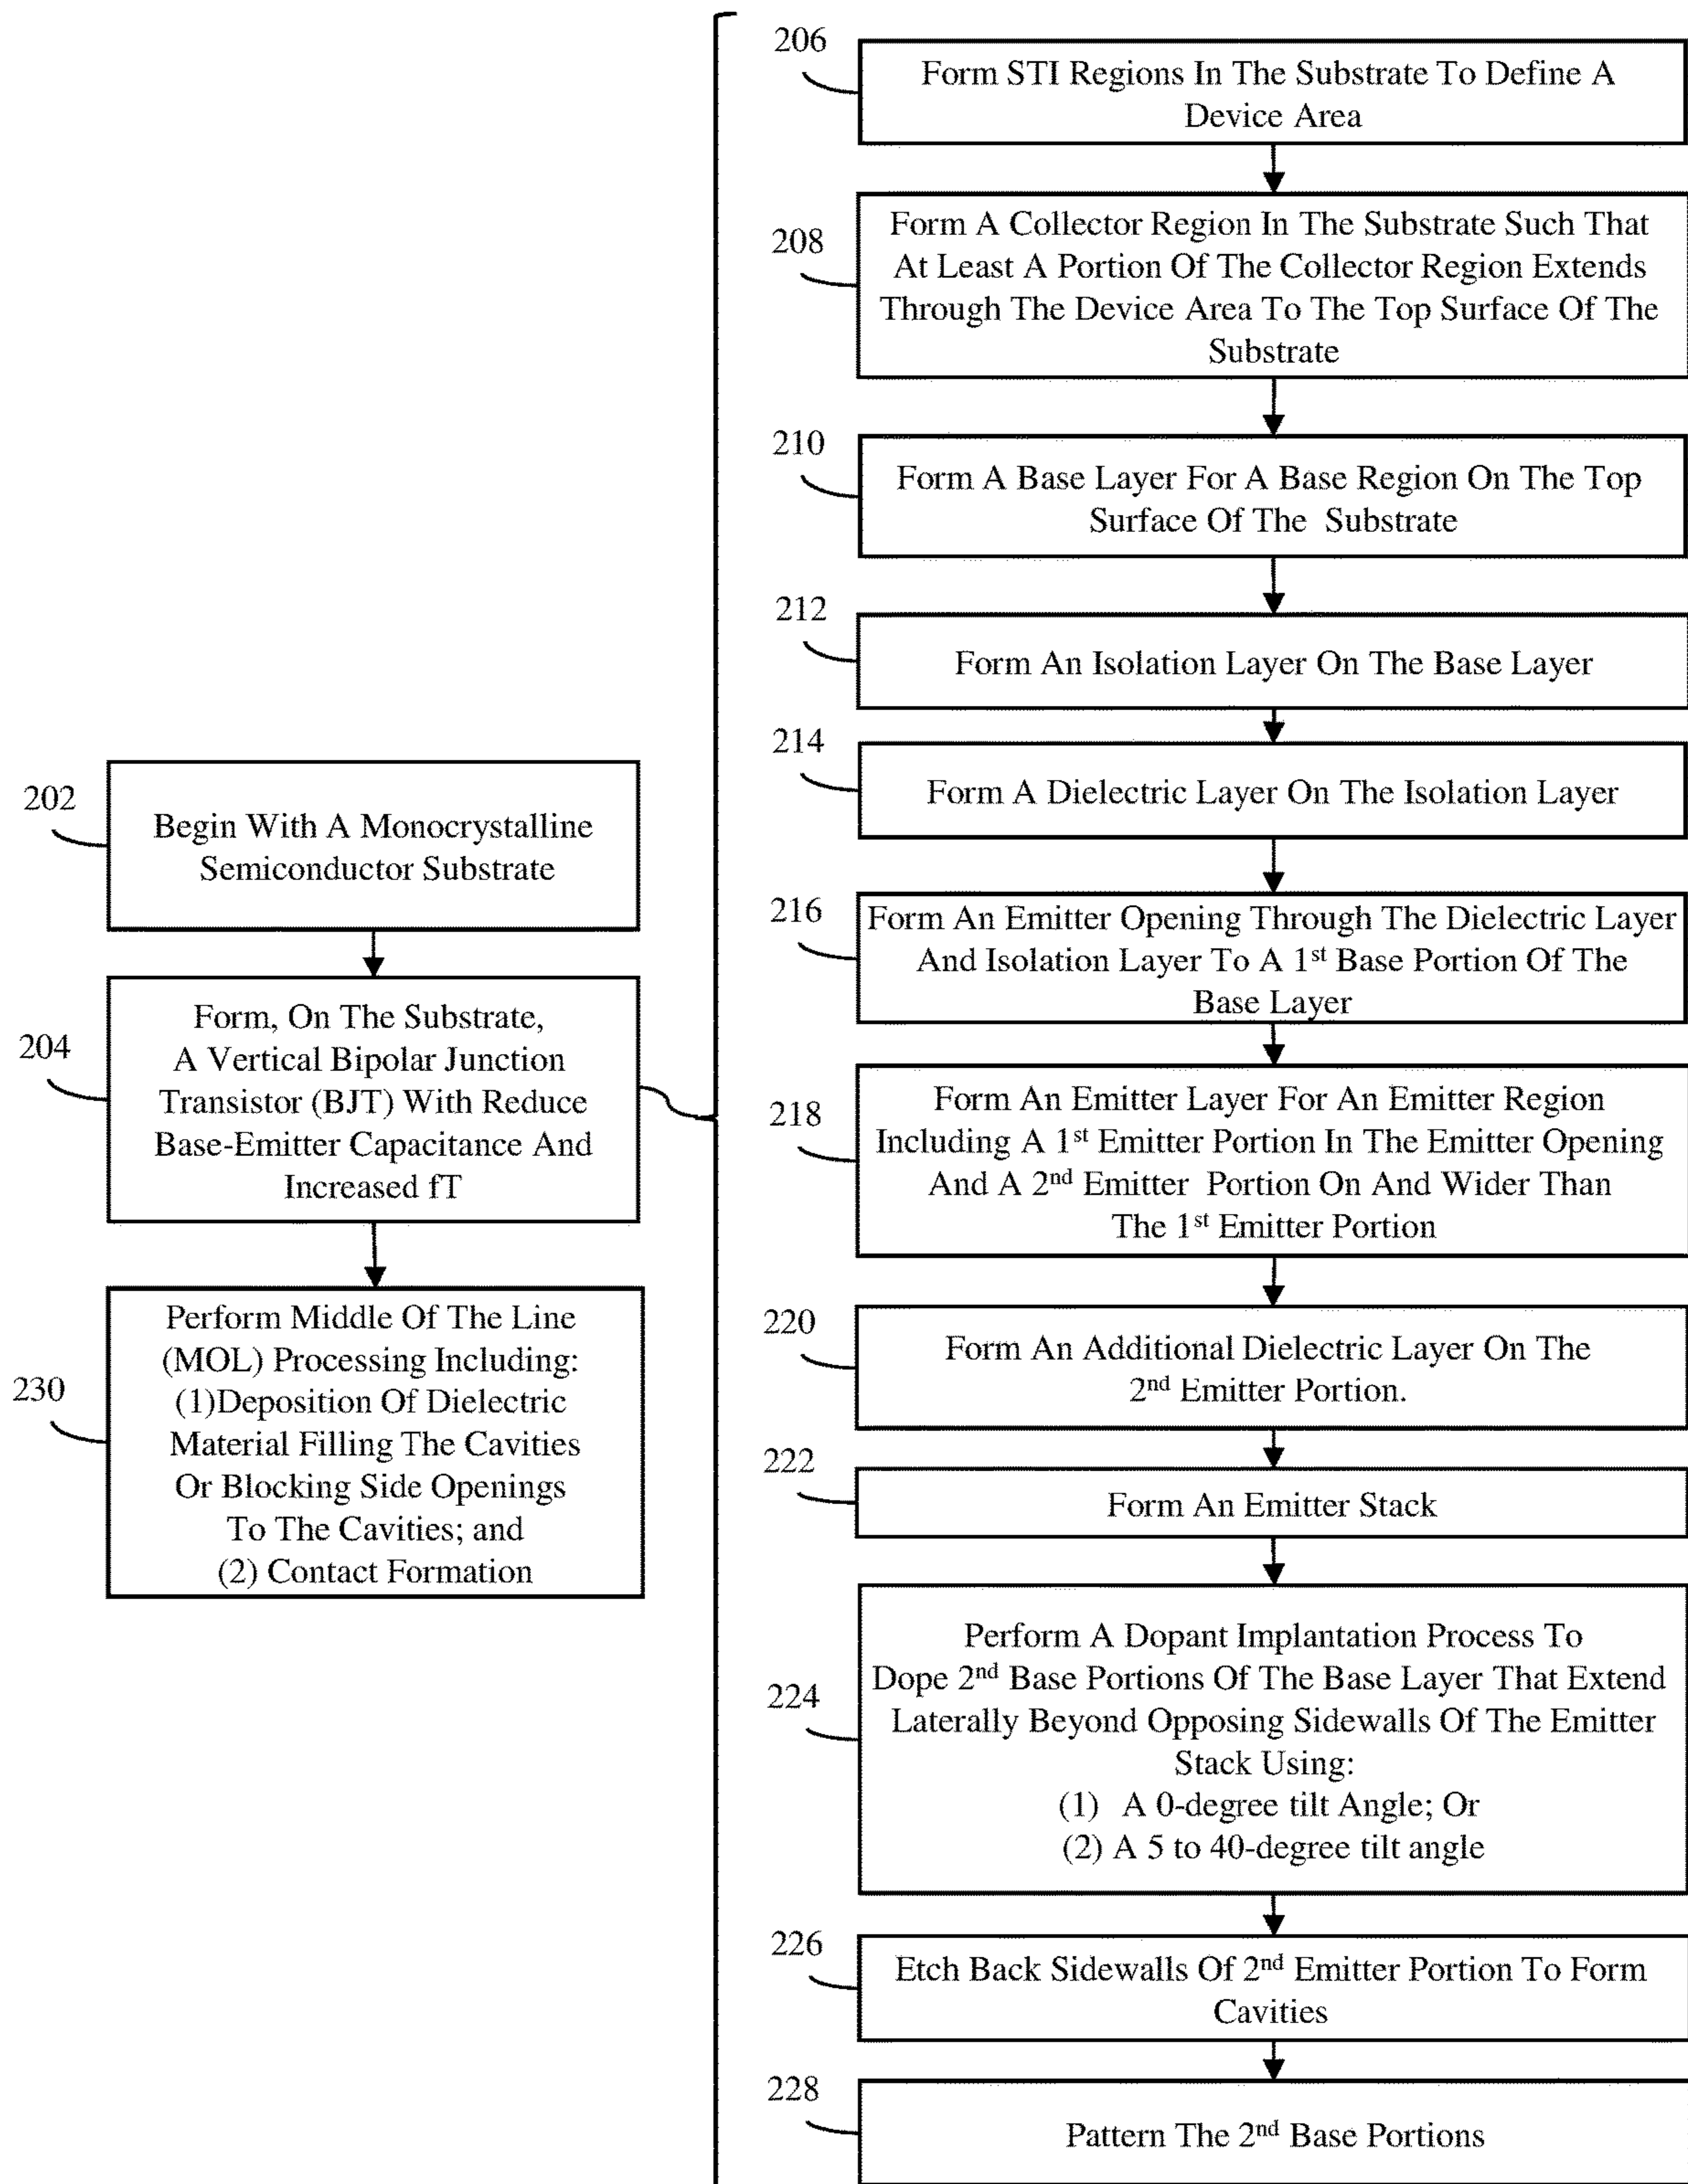 202
Begin With A Monocrystalline
Semiconductor Substrate
204
Form, On The Substrate,
A Vertical Bipolar Junction
Transistor (BJT) With Reduce
Base-Emitter Capacitance And
Increased fT
230
Perform Middle Of The Line
(MOL) Processing Including:
(1)Deposition Of Dielectric
Material Filling The Cavities
Or Blocking Side Openings
To The Cavities; and
(2) Contact Formation
206
Form STI Regions In The Substrate To Define A
Device Area
208
Form A Collector Region In The Substrate Such That
At Least A Portion Of The Collector Region Extends
Through The Device Area To The Top Surface Of The
Substrate
210
Form A Base Layer For A Base Region On The Top
Surface Of The Substrate
212
Form An Isolation Layer On The Base Layer
214
Form A Dielectric Layer On The Isolation Layer
216
Form An Emitter Opening Through The Dielectric Layer
And Isolation Layer To A 1st Base Portion Of The
Base Layer
218
Form An Emitter Layer For An Emitter Region
Including A 1st Emitter Portion In The Emitter Opening
And A 2nd Emitter Portion On And Wider Than
The 1st Emitter Portion
220
Form An Additional Dielectric Layer On The
2nd Emitter Portion.
222
Form An Emitter Stack
224
Perform A Dopant Implantation Process To
Dope 2nd Base Portions Of The Base Layer That Extend
Laterally Beyond Opposing Sidewalls Of The Emitter
Stack Using:
(1) A 0-degree tilt Angle; Or
(2) A 5 to 40-degree tilt angle
226
Etch Back Sidewalls Of 2nd Emitter Portion To Form
Cavities
228
Pattern The 2nd Base Portions